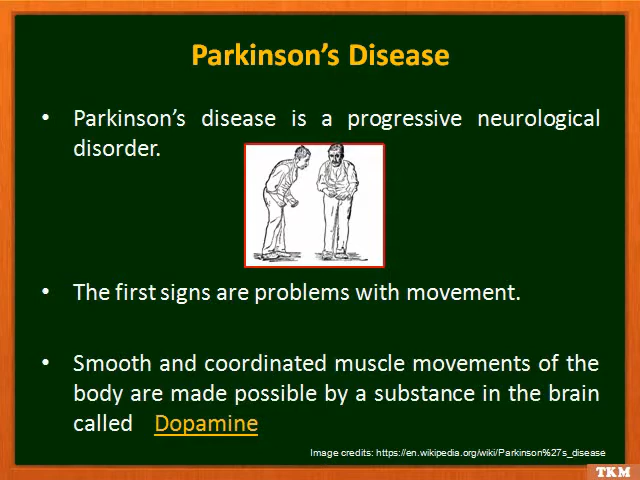 Parkinson’s Disease
• Parkinson’s disease is a progressive neurological
disorder.
• The first signs are problems with movement.
• Smooth and coordinated muscle movements of the
body are made possible by a substance in the brain
called Dopamine
Image credits: https://en.wikipedia.org/wiki/Parkinson%27s_disease
TKM